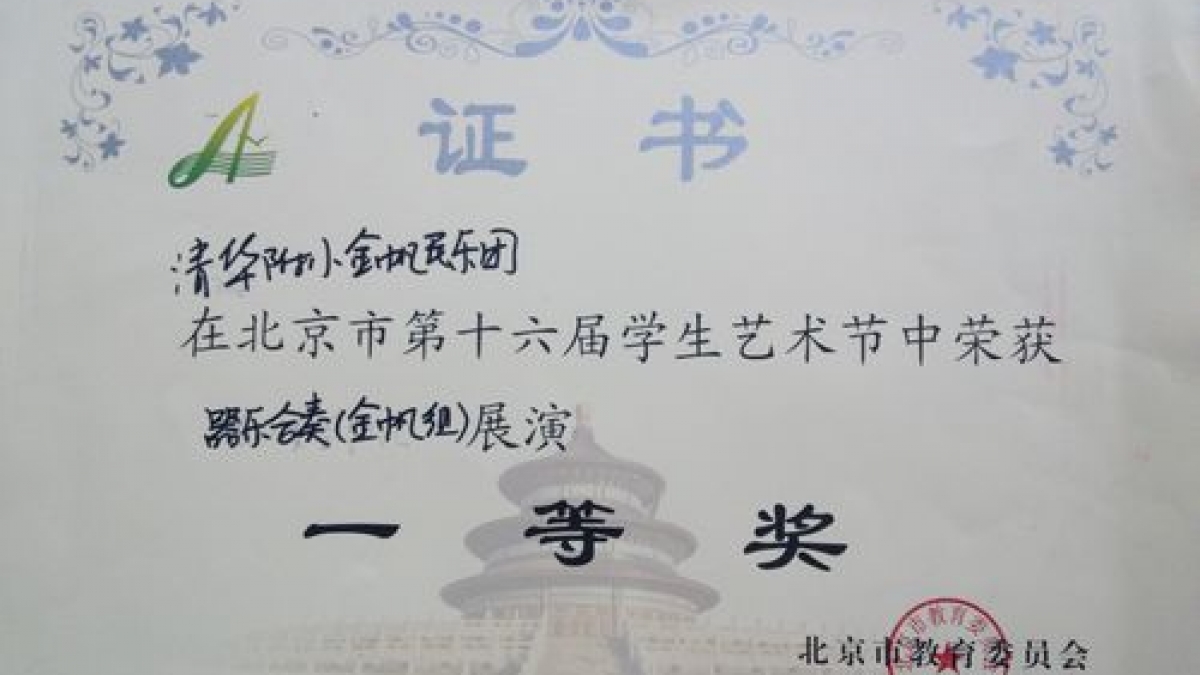 证书
清华附小金帆民乐团
在北京市第十六届学生艺术节中荣获
器乐合奏(金帆组)展演
一等奖
北京市教育委员会